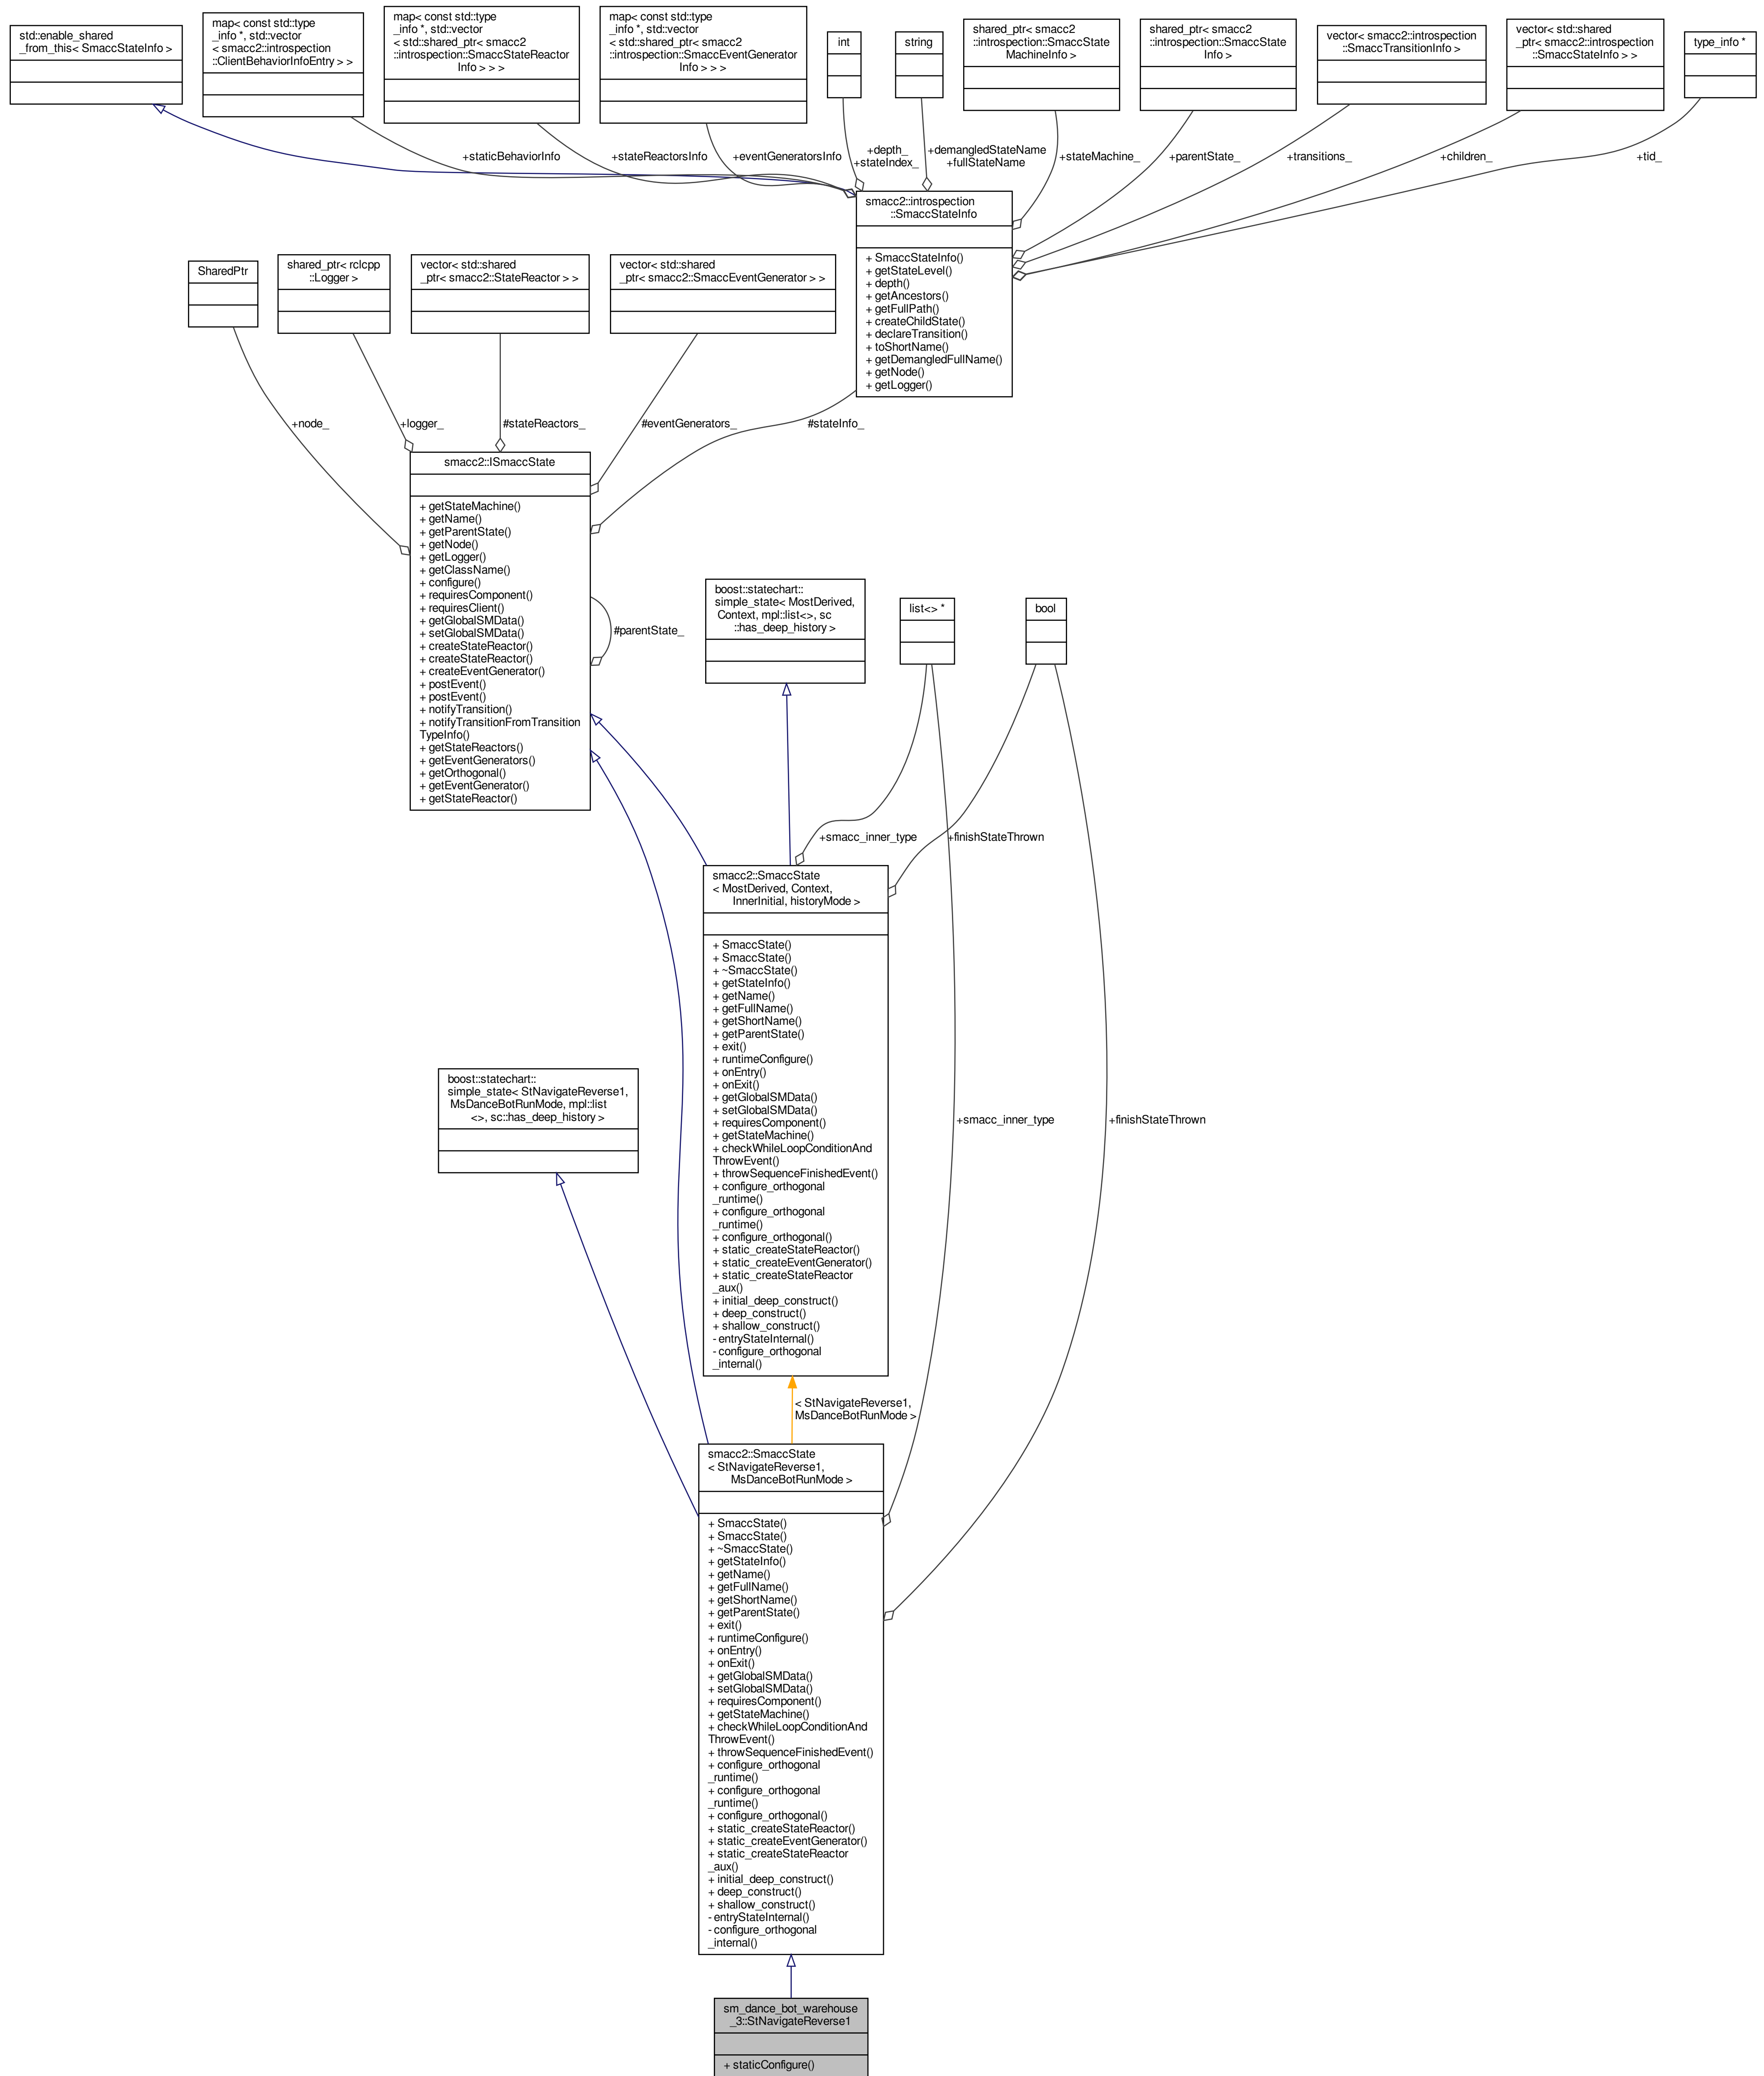 std::enable_shared
_from_this< SmaccStateInfo >
map< const std::type
_info *, std::vector
< smacc2::introspection
::ClientBehaviorInfoEntry > >
map< const std::type
_info *, std::vector
< std::shared_ptr< smacc2
::introspection::SmaccStateReactor
Info > > >
map< const std::type
_info *, std::vector
< std::shared_ptr< smacc2
::introspection::SmaccEventGenerator
Info > > >
int
string
shared_ptr< smacc2
::introspection::SmaccState
MachineInfo >
shared_ptr< smacc2
::introspection::SmaccState
Info >
vector< smacc2::introspection
::SmaccTransitionInfo >
vector< std::shared
_ptr< smacc2::introspection
::SmaccStateInfo > >
type_info *
+staticBehaviorInfo
+stateReactorsInfo
+eventGeneratorsInfo
+depth_
+stateIndex_
+demangledStateName
+fullStateName
+stateMachine_
+parentState_
+transitions_
+children_
+tid_
smacc2::introspection
::SmaccStateInfo
+ SmaccStateInfo()
+ getStateLevel()
+ depth()
+ getAncestors()
+ getFullPath()
+ createChildState()
+ declareTransition()
+ toShortName()
+ getDemangledFullName()
+ getNode()
+ getLogger()
SharedPtr
shared_ptr< rclcpp
::Logger >
vector< std::shared
_ptr< smacc2::StateReactor > >
vector< std::shared
_ptr< smacc2::SmaccEventGenerator > >
+node_
+logger_
#stateReactors_
#eventGenerators_
#stateInfo_
smacc2::ISmaccState
+ getStateMachine()
+ getName()
+ getParentState()
+ getNode()
+ getLogger()
+ getClassName()
+ configure()
+ requiresComponent()
+ requiresClient()
+ getGlobalSMData()
+ setGlobalSMData()
+ createStateReactor()
+ createStateReactor()
+ createEventGenerator()
+ postEvent()
+ postEvent()
+ notifyTransition()
+ notifyTransitionFromTransition
TypeInfo()
+ getStateReactors()
+ getEventGenerators()
+ getOrthogonal()
+ getEventGenerator()
+ getStateReactor()
#parentState_
boost::statechart::
simple_state< MostDerived,
Context, mpl::list<>, sc
::has_deep_history >
list<> *
bool
+smacc_inner_type
+finishStateThrown
smacc2::SmaccState
< MostDerived, Context,
InnerInitial, historyMode >
+ SmaccState()
+ SmaccState()
+ ~SmaccState()
+ getStateInfo()
+ getName()
+ getFullName()
+ getShortName()
+ getParentState()
+ exit()
+ runtimeConfigure()
+ onEntry()
+ onExit()
+ getGlobalSMData()
+ setGlobalSMData()
+ requiresComponent()
+ getStateMachine()
+ checkWhileLoopConditionAnd
ThrowEvent()
+ throwSequenceFinishedEvent()
+ configure_orthogonal
_runtime()
+ configure_orthogonal
_runtime()
+ configure_orthogonal()
+ static_createStateReactor()
+ static_createEventGenerator()
+ static_createStateReactor
_aux()
+ initial_deep_construct()
+ deep_construct()
+ shallow_construct()
- entryStateInternal()
- configure_orthogonal
_internal()
boost::statechart::
simple_state< StNavigateReverse1,
MsDanceBotRunMode, mpl::list
<>, sc::has_deep_history >
+smacc_inner_type
+finishStateThrown
< StNavigateReverse1,
MsDanceBotRunMode >
smacc2::SmaccState
< StNavigateReverse1,
MsDanceBotRunMode >
+ SmaccState()
+ SmaccState()
+ ~SmaccState()
+ getStateInfo()
+ getName()
+ getFullName()
+ getShortName()
+ getParentState()
+ exit()
+ runtimeConfigure()
+ onEntry()
+ onExit()
+ getGlobalSMData()
+ setGlobalSMData()
+ requiresComponent()
+ getStateMachine()
+ checkWhileLoopConditionAnd
ThrowEvent()
+ throwSequenceFinishedEvent()
+ configure_orthogonal
_runtime()
+ configure_orthogonal
_runtime()
+ configure_orthogonal()
+ static_createStateReactor()
+ static_createEventGenerator()
+ static_createStateReactor
_aux()
+ initial_deep_construct()
+ deep_construct()
+ shallow_construct()
- entryStateInternal()
- configure_orthogonal
_internal()
sm_dance_bot_warehouse
_3::StNavigateReverse1
+ staticConfigure()